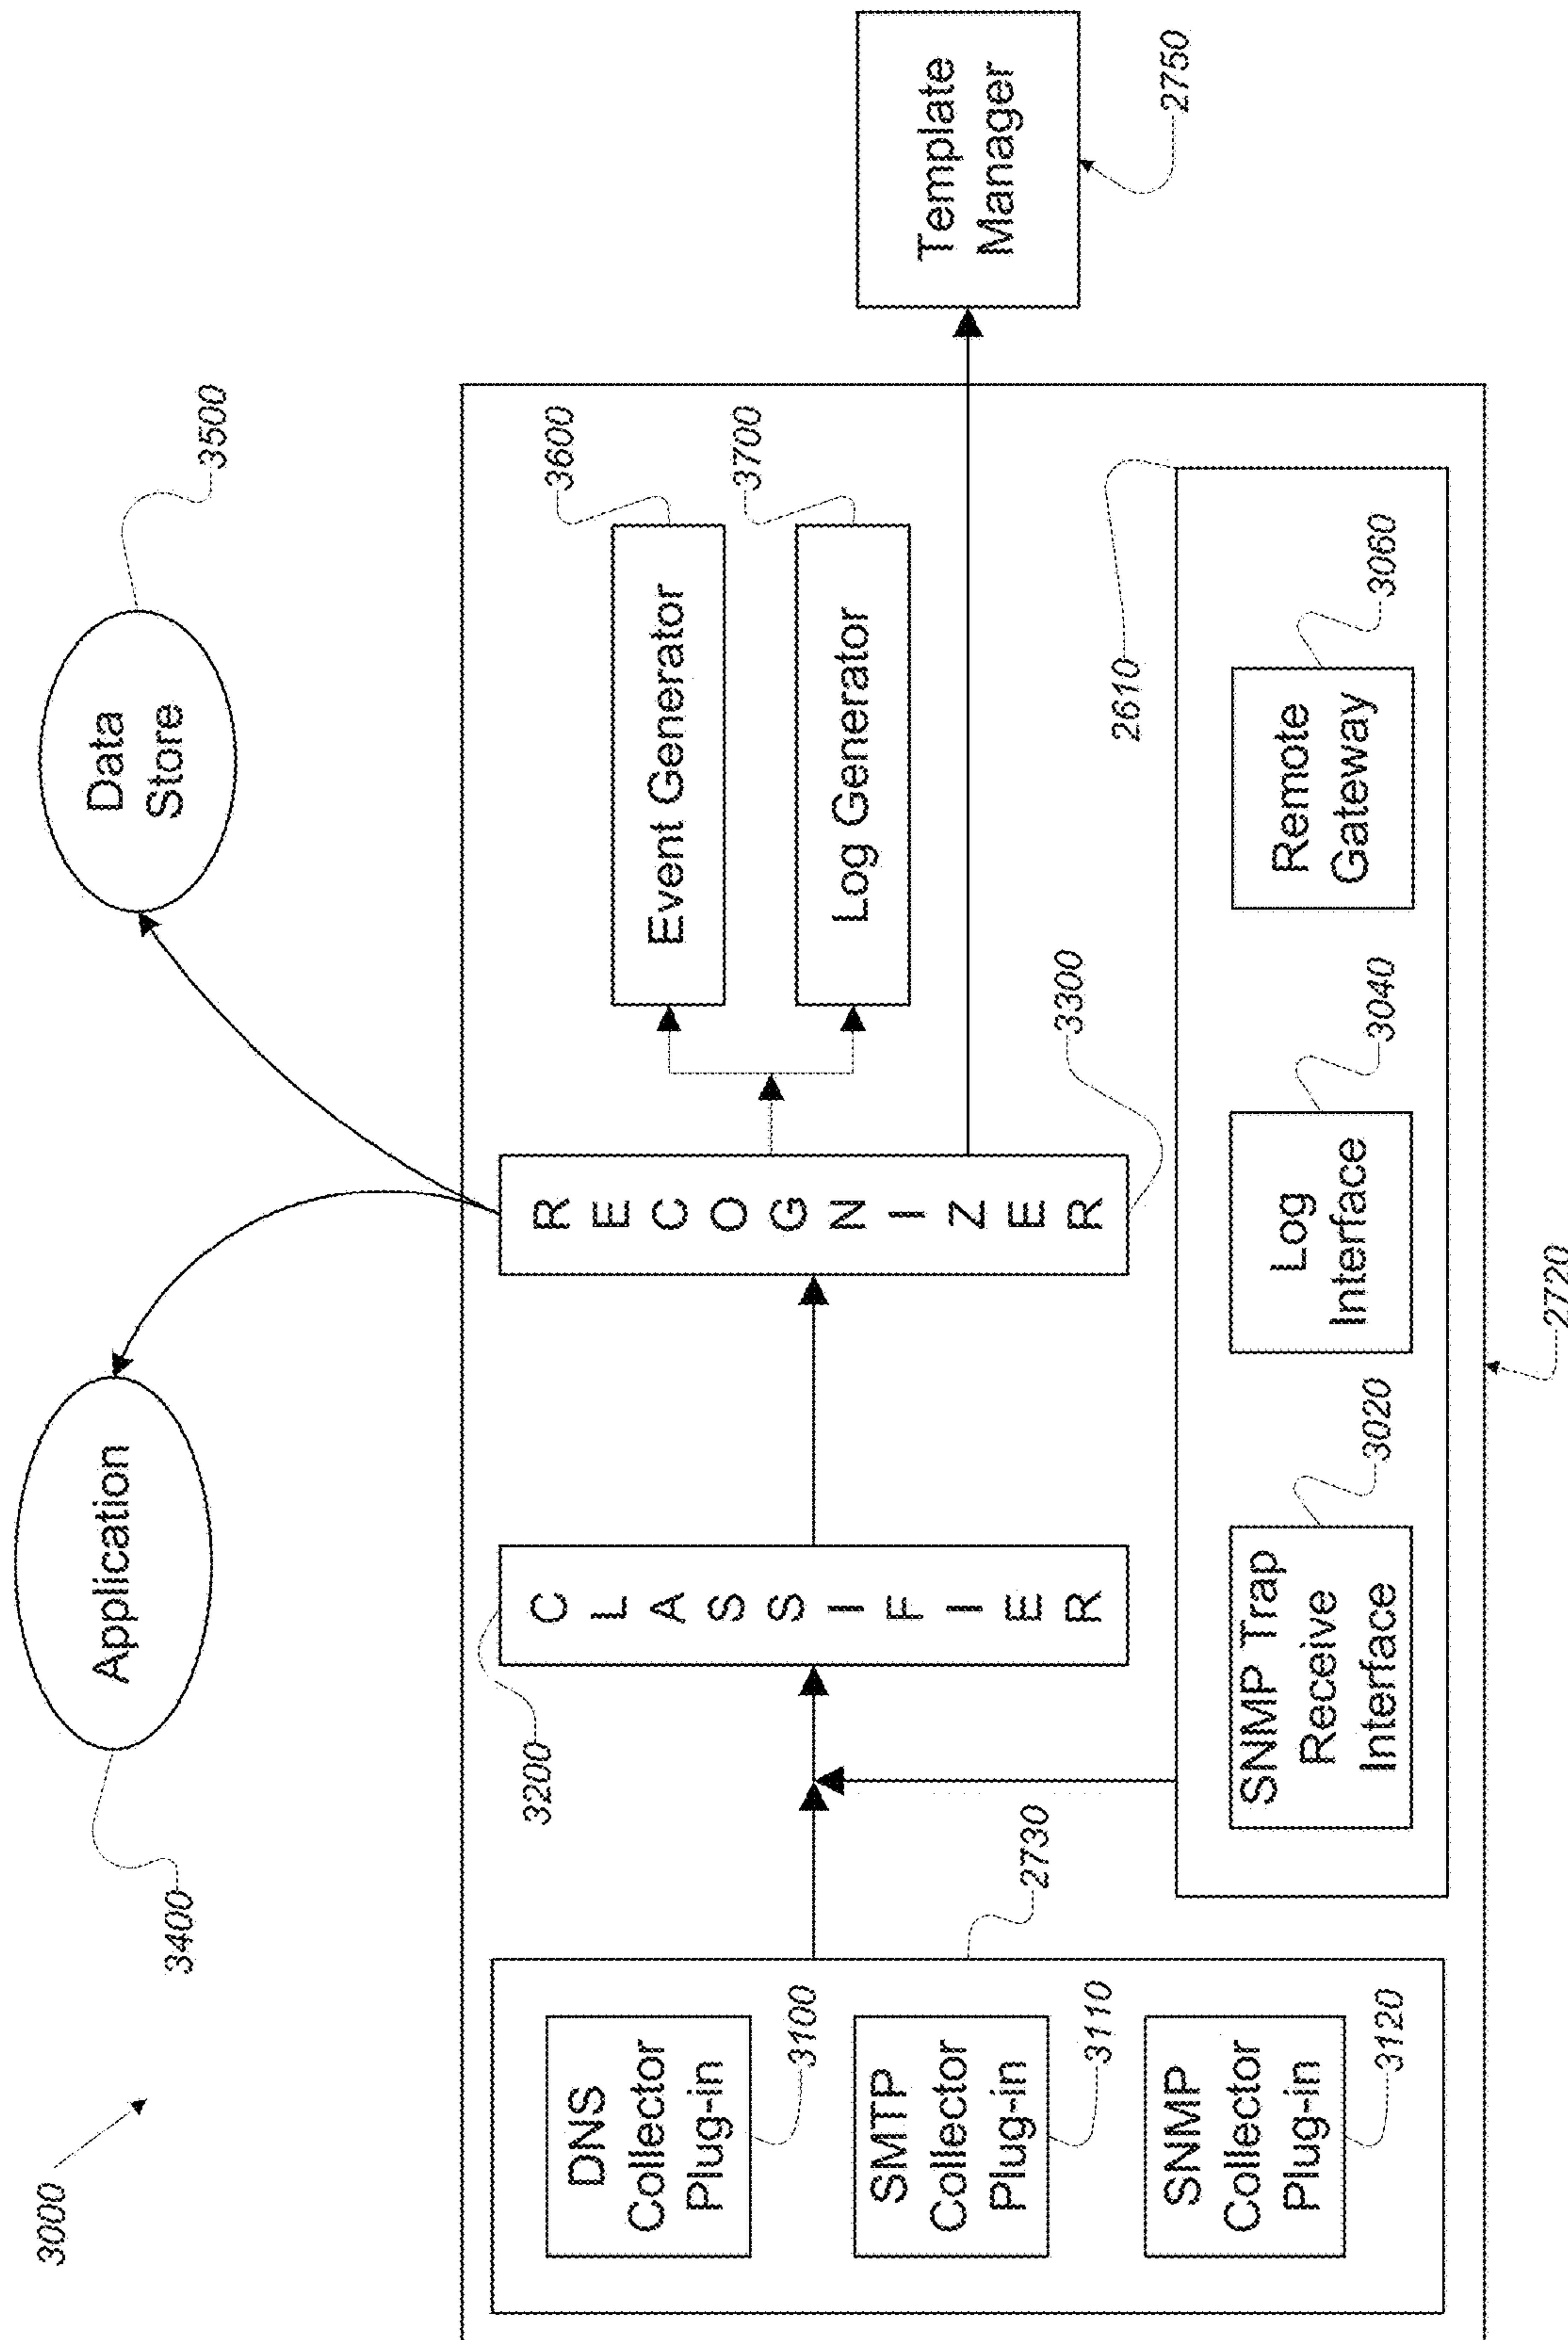 3000
3400
Application
Data
Store
3500
3200
C
L
A
S
S
I
F
I
E
R
R
E
C
O
G
N
I
Z
E
R
3300
Event Generator
3600
Log Generator
3700
Template
Manager
2750
DNS
Collector
Plug-in
3100
SMTP
Collector
Plug-in
3110
SNMP
Collector
Plug-in
3120
2730
SNMP Trap
Receive
Interface
3020
Log
Interface
3040
Remote
Gateway
3060
2610
2720